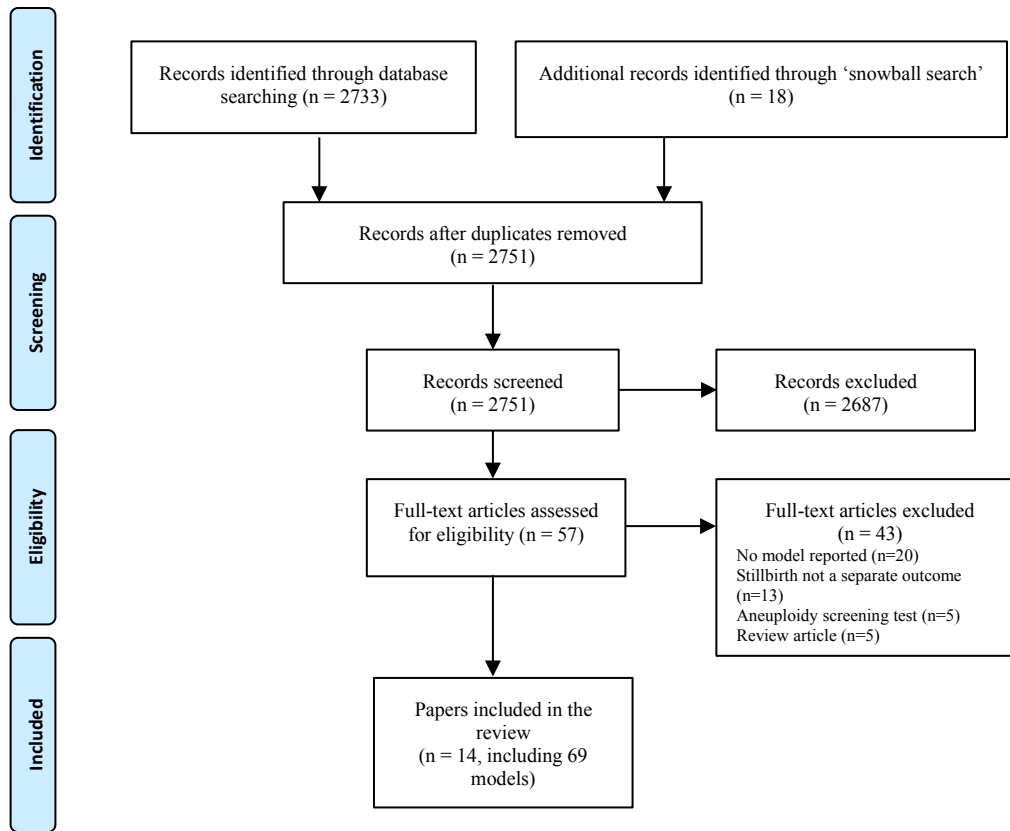 Identification
Records identified through database
searching (n = 2733)
Additional records identified through ‘snowball search’
(n = 18)
Screening
Records after duplicates removed
(n = 2751)
Records screened
(n = 2751)
Records excluded
(n = 2687)
Eligibility
Full-text articles assessed
for eligibility (n = 57)
Full-text articles excluded
(n = 43)
No model reported (n=20)
Stillbirth not a separate outcome
(n=13)
Aneuploidy screening test (n=5)
Review article (n=5)
Included
Papers included in the
review
(n = 14, including 69
models)